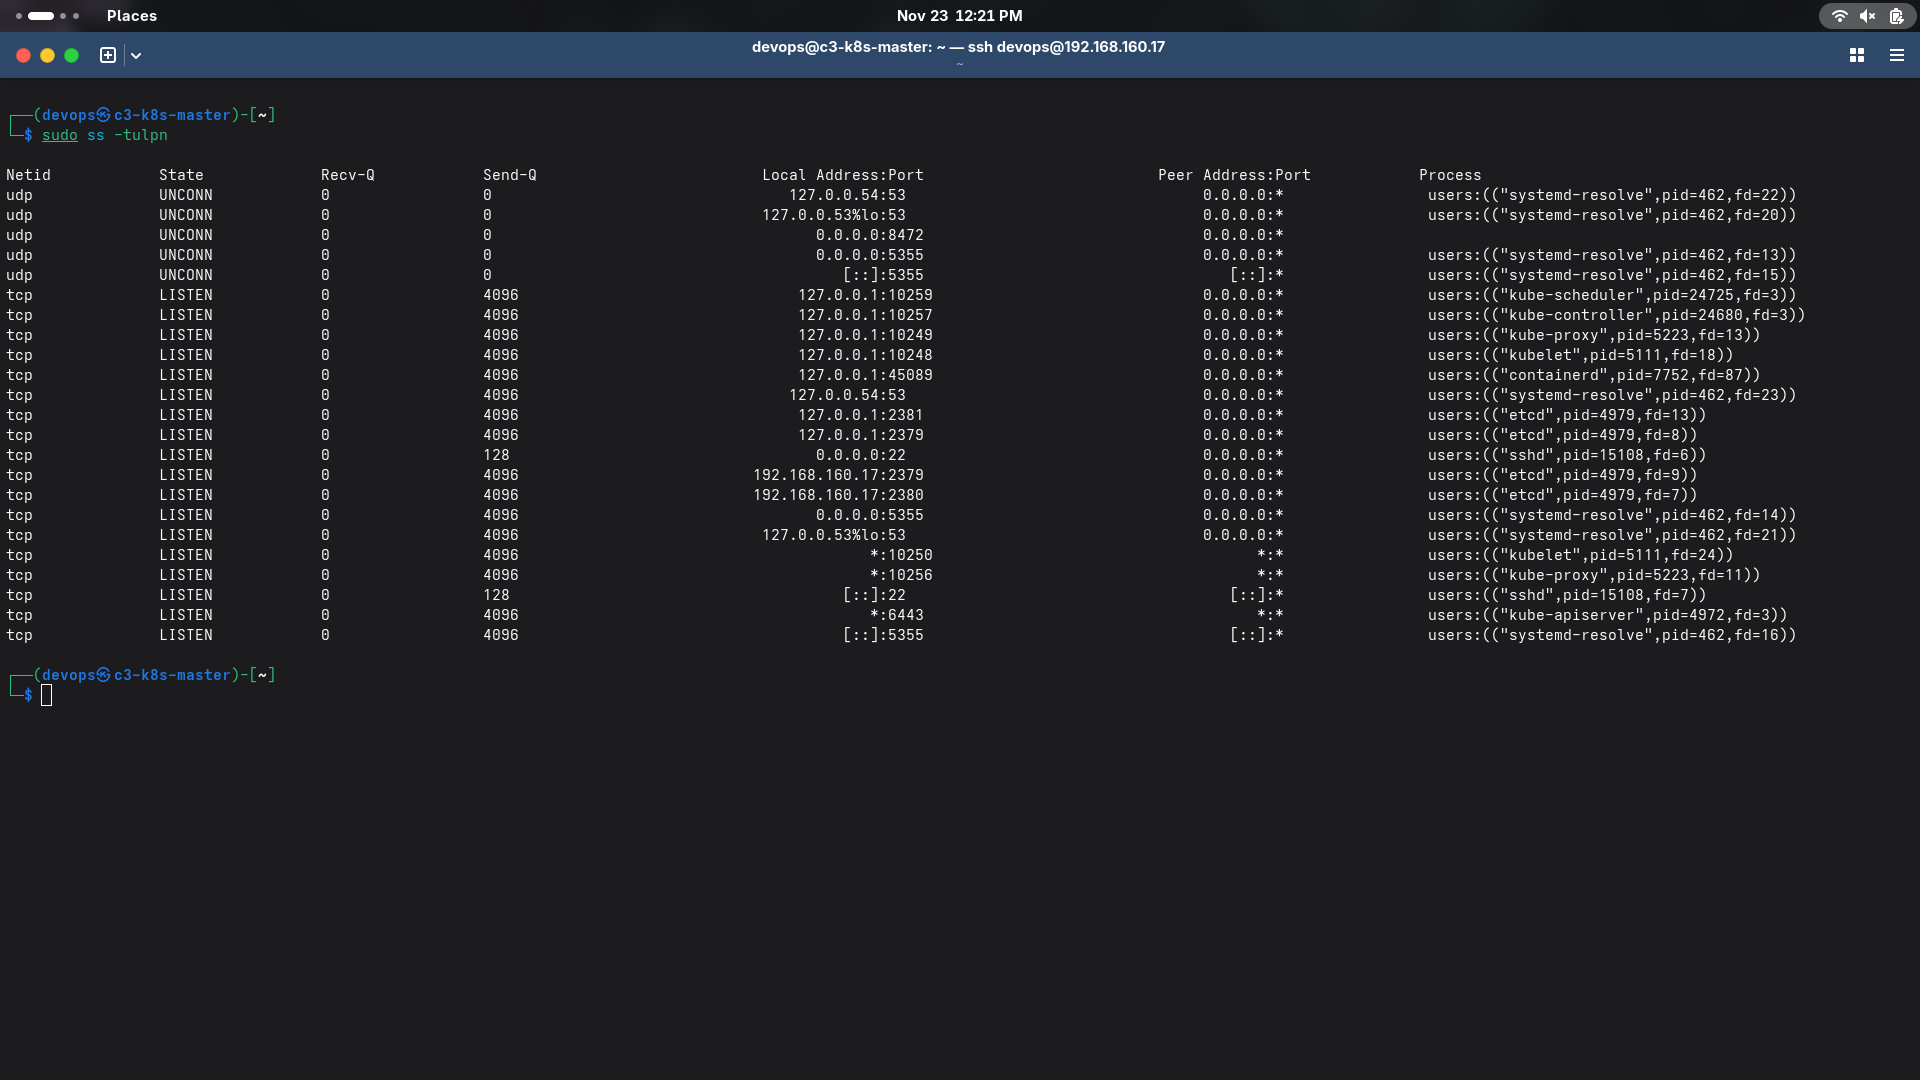 Places
Nov 23 12:21 PM
devops@c3-k8s-master: ~ — ssh devops@192.168.160.17
~
┌──(devops㉿c3-k8s-master)-[~]
└─$ sudo ss -tulpn
Netid State Recv-Q Send-Q Local Address:Port Peer Address:Port Process
udp UNCONN 0 0 127.0.0.54:53 0.0.0.0:* users:(("systemd-resolve",pid=462,fd=22))
udp UNCONN 0 0 127.0.0.53%lo:53 0.0.0.0:* users:(("systemd-resolve",pid=462,fd=20))
udp UNCONN 0 0 0.0.0.0:8472 0.0.0.0:*
udp UNCONN 0 0 0.0.0.0:5355 0.0.0.0:* users:(("systemd-resolve",pid=462,fd=13))
udp UNCONN 0 0 [::]:5355 [::]:* users:(("systemd-resolve",pid=462,fd=15))
tcp LISTEN 0 4096 127.0.0.1:10259 0.0.0.0:* users:(("kube-scheduler",pid=24725,fd=3))
tcp LISTEN 0 4096 127.0.0.1:10257 0.0.0.0:* users:(("kube-controller",pid=24680,fd=3))
tcp LISTEN 0 4096 127.0.0.1:10249 0.0.0.0:* users:(("kube-proxy",pid=5223,fd=13))
tcp LISTEN 0 4096 127.0.0.1:10248 0.0.0.0:* users:(("kubelet",pid=5111,fd=18))
tcp LISTEN 0 4096 127.0.0.1:45089 0.0.0.0:* users:(("containerd",pid=7752,fd=87))
tcp LISTEN 0 4096 127.0.0.54:53 0.0.0.0:* users:(("systemd-resolve",pid=462,fd=23))
tcp LISTEN 0 4096 127.0.0.1:2381 0.0.0.0:* users:(("etcd",pid=4979,fd=13))
tcp LISTEN 0 4096 127.0.0.1:2379 0.0.0.0:* users:(("etcd",pid=4979,fd=8))
tcp LISTEN 0 128 0.0.0.0:22 0.0.0.0:* users:(("sshd",pid=15108,fd=6))
tcp LISTEN 0 4096 192.168.160.17:2379 0.0.0.0:* users:(("etcd",pid=4979,fd=9))
tcp LISTEN 0 4096 192.168.160.17:2380 0.0.0.0:* users:(("etcd",pid=4979,fd=7))
tcp LISTEN 0 4096 0.0.0.0:5355 0.0.0.0:* users:(("systemd-resolve",pid=462,fd=14))
tcp LISTEN 0 4096 127.0.0.53%lo:53 0.0.0.0:* users:(("systemd-resolve",pid=462,fd=21))
tcp LISTEN 0 4096 *:10250 *:* users:(("kubelet",pid=5111,fd=24))
tcp LISTEN 0 4096 *:10256 *:* users:(("kube-proxy",pid=5223,fd=11))
tcp LISTEN 0 128 [::]:22 [::]:* users:(("sshd",pid=15108,fd=7))
tcp LISTEN 0 4096 *:6443 *:* users:(("kube-apiserver",pid=4972,fd=3))
tcp LISTEN 0 4096 [::]:5355 [::]:* users:(("systemd-resolve",pid=462,fd=16))
┌──(devops㉿c3-k8s-master)-[~]
└─$